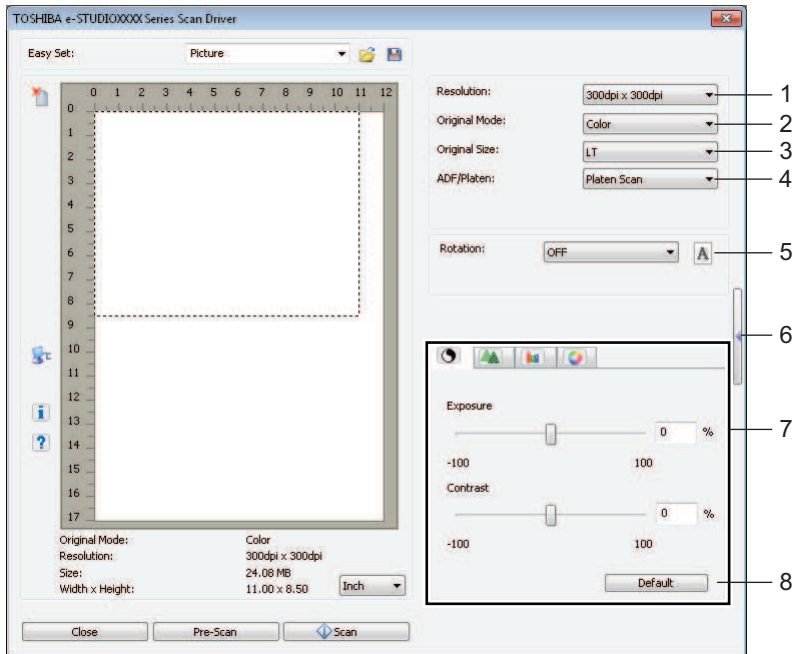 TOSHIBA e-STUDIOXXXX Series Scan Driver
Easy Set: Picture
0 1 2 3 4 5 6 7 8 9 10 11 12
0
1
2
3
4
5
6
7
8
9
10
11
12
13
14
15
16
17
Original Mode: Color
Resolution: 300dpi x 300dpi
Size: 24.08 MB
Width x Height: 11.00 x 8.50 Inch
Close Pre-Scan Scan
Resolution: 300dpi x 300dpi 1
Original Mode: Color 2
Original Size: LT 3
ADF/Platen: Platen Scan 4
Rotation: OFF A 5
6
Exposure
0 %
-100 100
7
Contrast
0 %
-100 100
Default 8
i
?